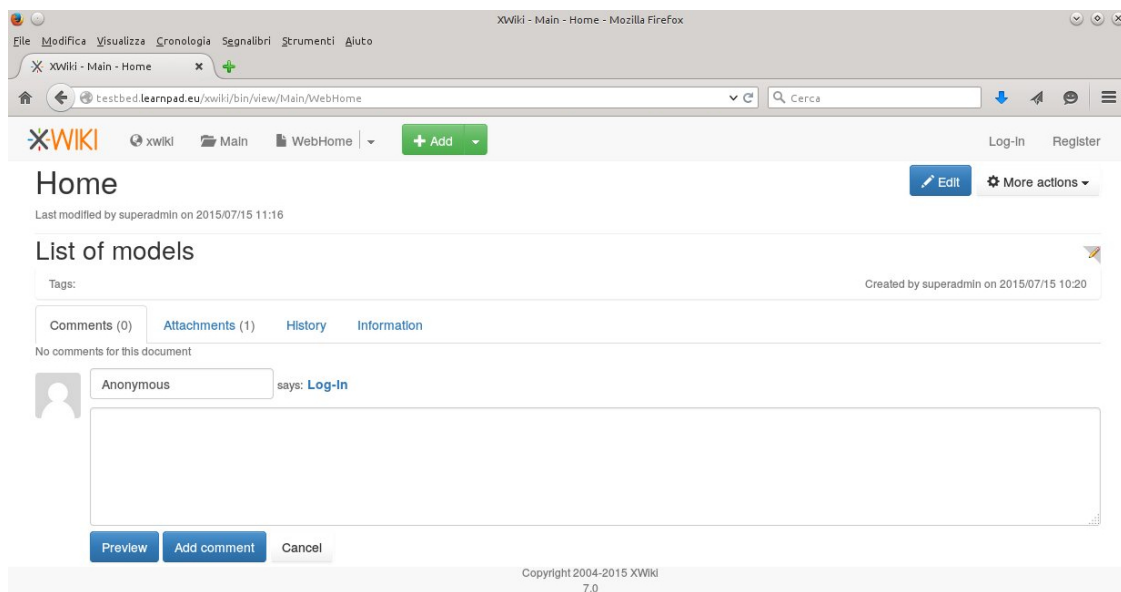 XWiki - Main - Home - Mozilla Firefox
File Modifica Visualizza Cronologia Segnalibri Strumenti Aiuto
XWiki - Main - Home
testbed.learnpad.eu/xwiki/bin/view/Main/WebHome Cerca
XWIKI xwiki Main WebHome Add Log-In Register
Home Edit More actions
Last modified by superadmin on 2015/07/15 11:16
List of models
Tags: Created by superadmin on 2015/07/15 10:20
Comments (0) Attachments (1) History Information
No comments for this document
Anonymous says: Log-In
Preview Add comment Cancel
Copyright 2004-2015 XWiki
7.0